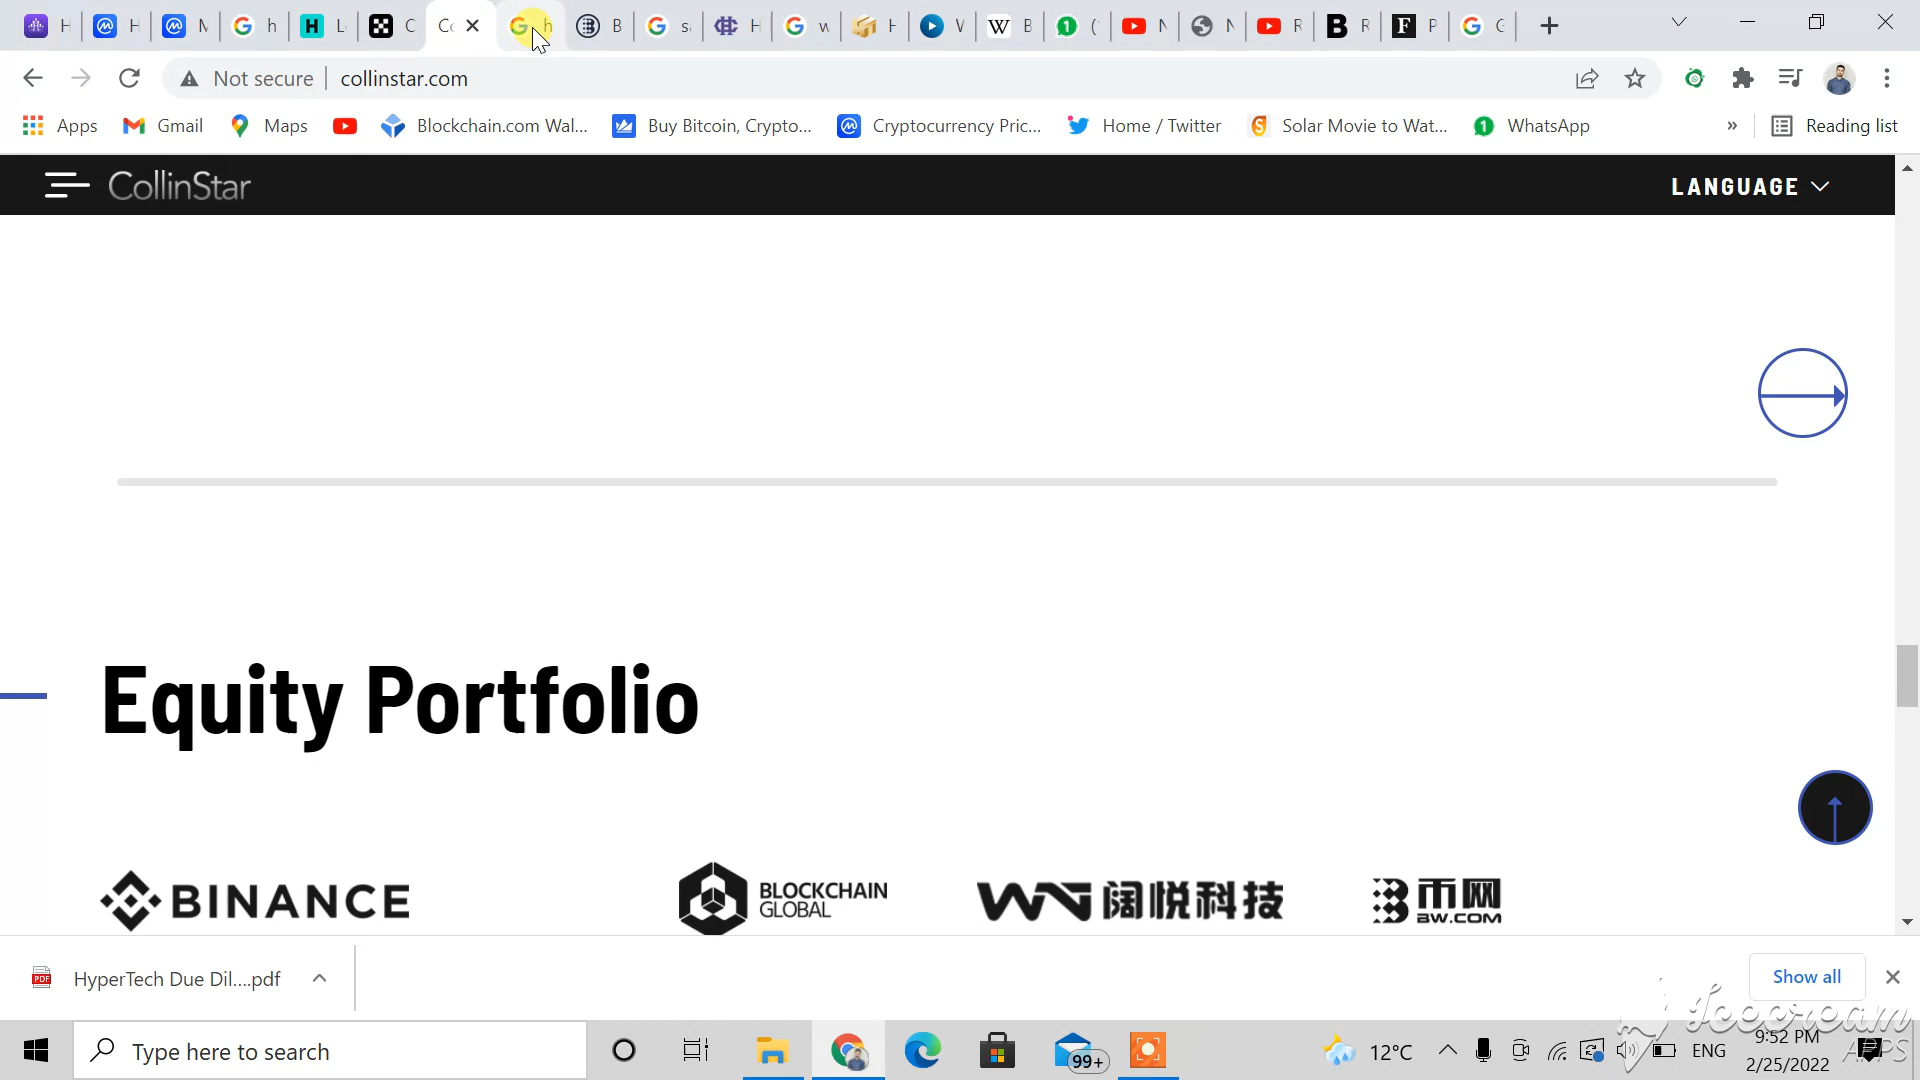 H
H
M
h
L
C
Co
h
B
s
H
w
H
W
B
(
N
N
R
R
P
G
Not secure
collinstar.com
Apps
Gmail
Maps
Blockchain.com Wal...
Buy Bitcoin, Crypto...
Cryptocurrency Pric...
Home / Twitter
Solar Movie to Wat...
WhatsApp
»
Reading list
CollinStar
LANGUAGE
Equity Portfolio
BINANCE
BLOCKCHAIN
GLOBAL
阔悦科技
币网
BW.COM
HyperTech Due Dil....pdf
Show all
Icecream
APPS
Type here to search
99+
12°C
ENG
9:52 PM
2/25/2022